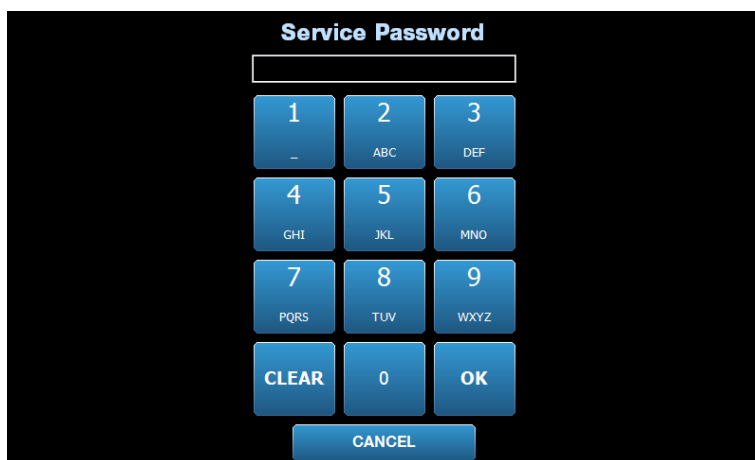 Service Password
1 2 3
_ ABC DEF
4 5 6
GHI JKL MNO
7 8 9
PQRS TUV WXYZ
CLEAR 0 OK
CANCEL